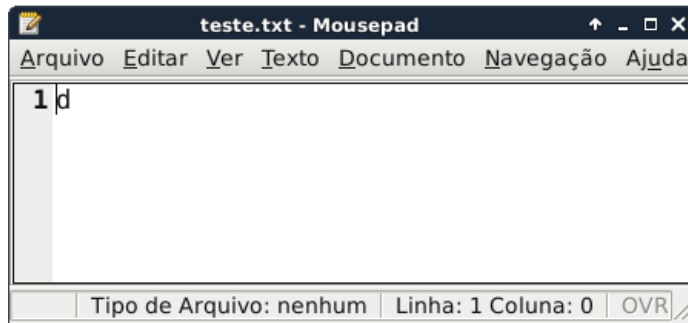 teste.txt - Mousepad
Arquivo Editar Ver Texto Documento Navegação Ajuda
1 d
Tipo de Arquivo: nenhum Linha: 1 Coluna: 0 OVR